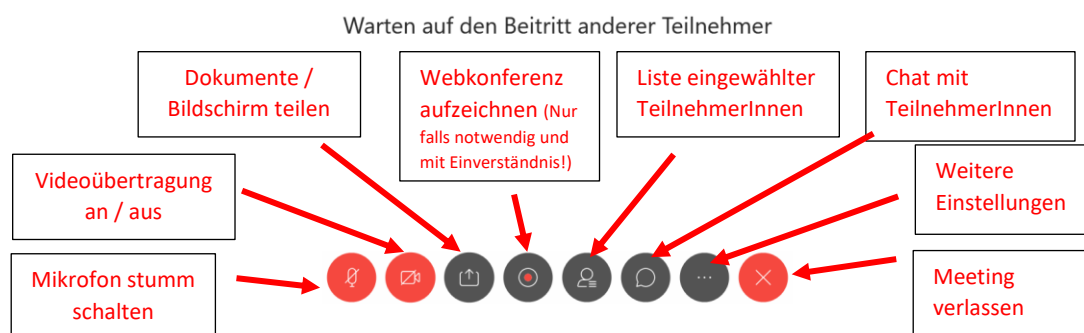 Warten auf den Beitritt anderer Teilnehmer
Dokumente /
Bildschirm teilen
Webkonferenz
aufzeichnen (Nur
falls notwendig und
mit Einverständnis!)
Liste eingewählter
TeilnehmerInnen
Chat mit
TeilnehmerInnen
Videoübertragung
an / aus
Weitere
Einstellungen
Mikrofon stumm
schalten
Meeting
verlassen